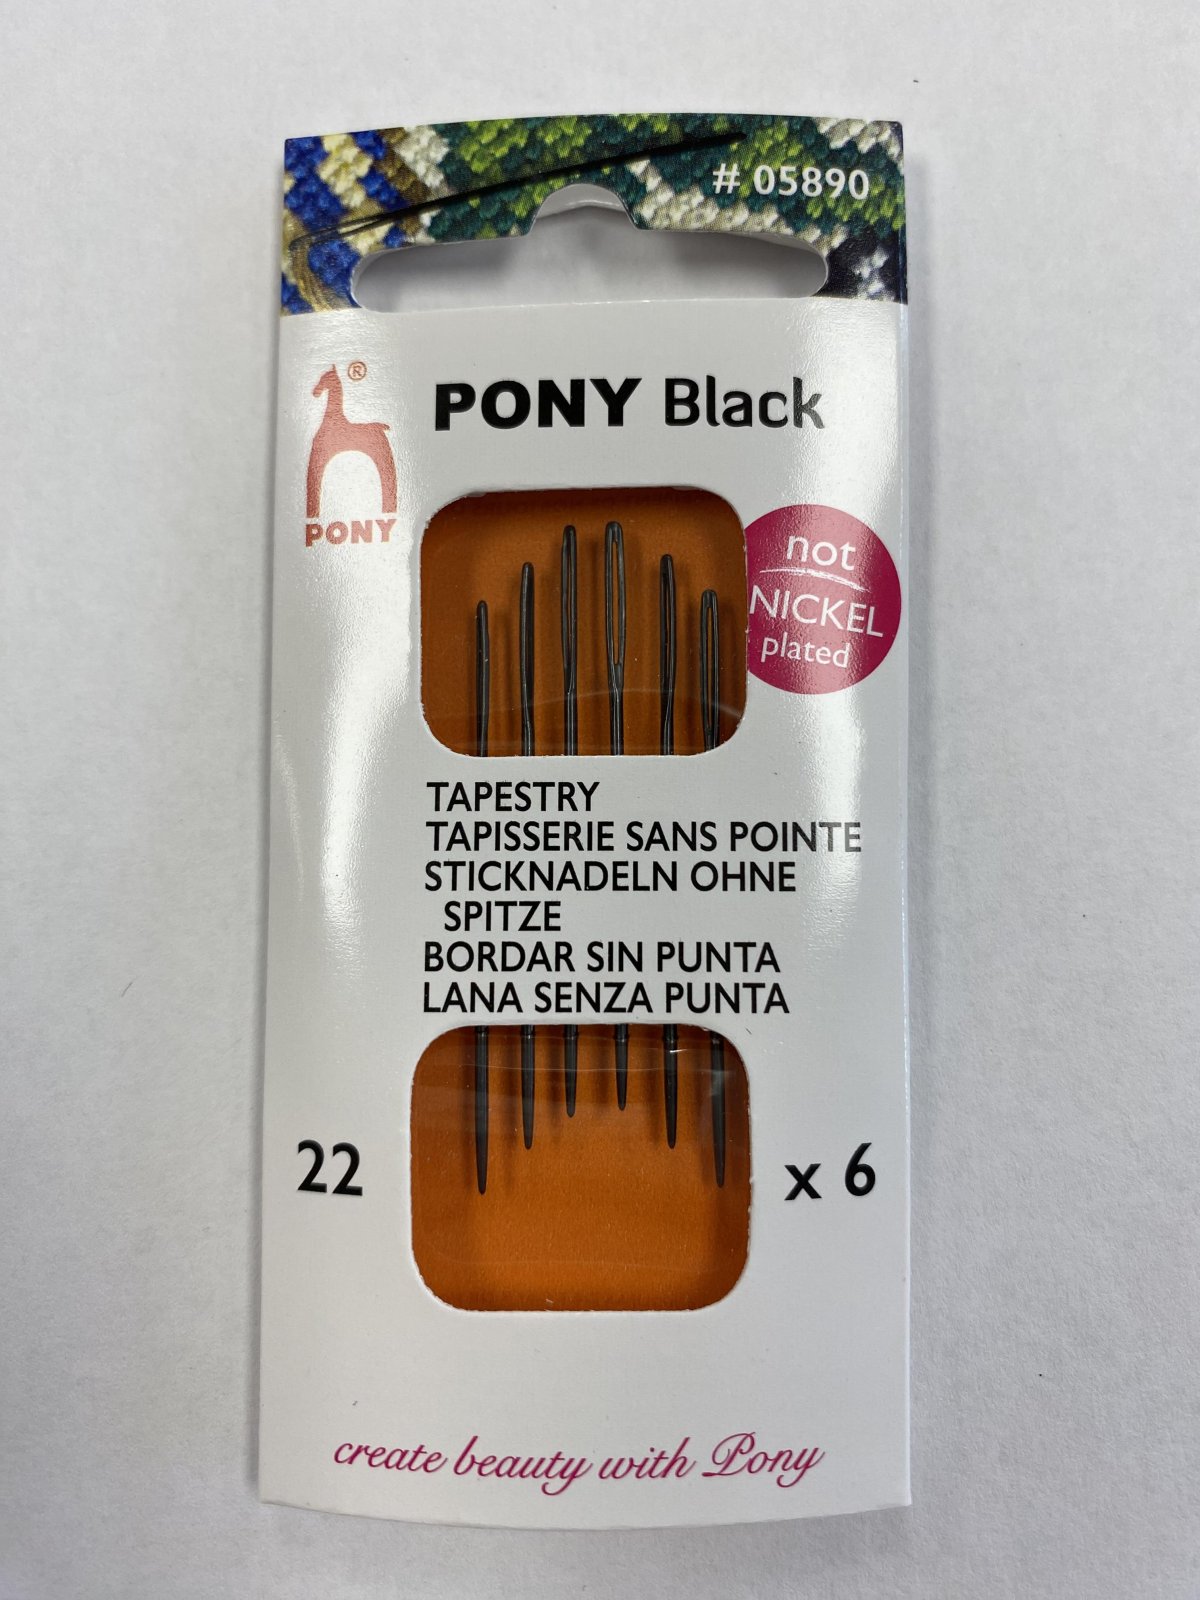 # 05890
®
PONY
PONY Black
not
NICKEL
plated
TAPESTRY
TAPISSERIE SANS POINTE
STICKNADELN OHNE
SPITZE
BORDAR SIN PUNTA
LANA SENZA PUNTA
22
x 6
create beauty with Pony